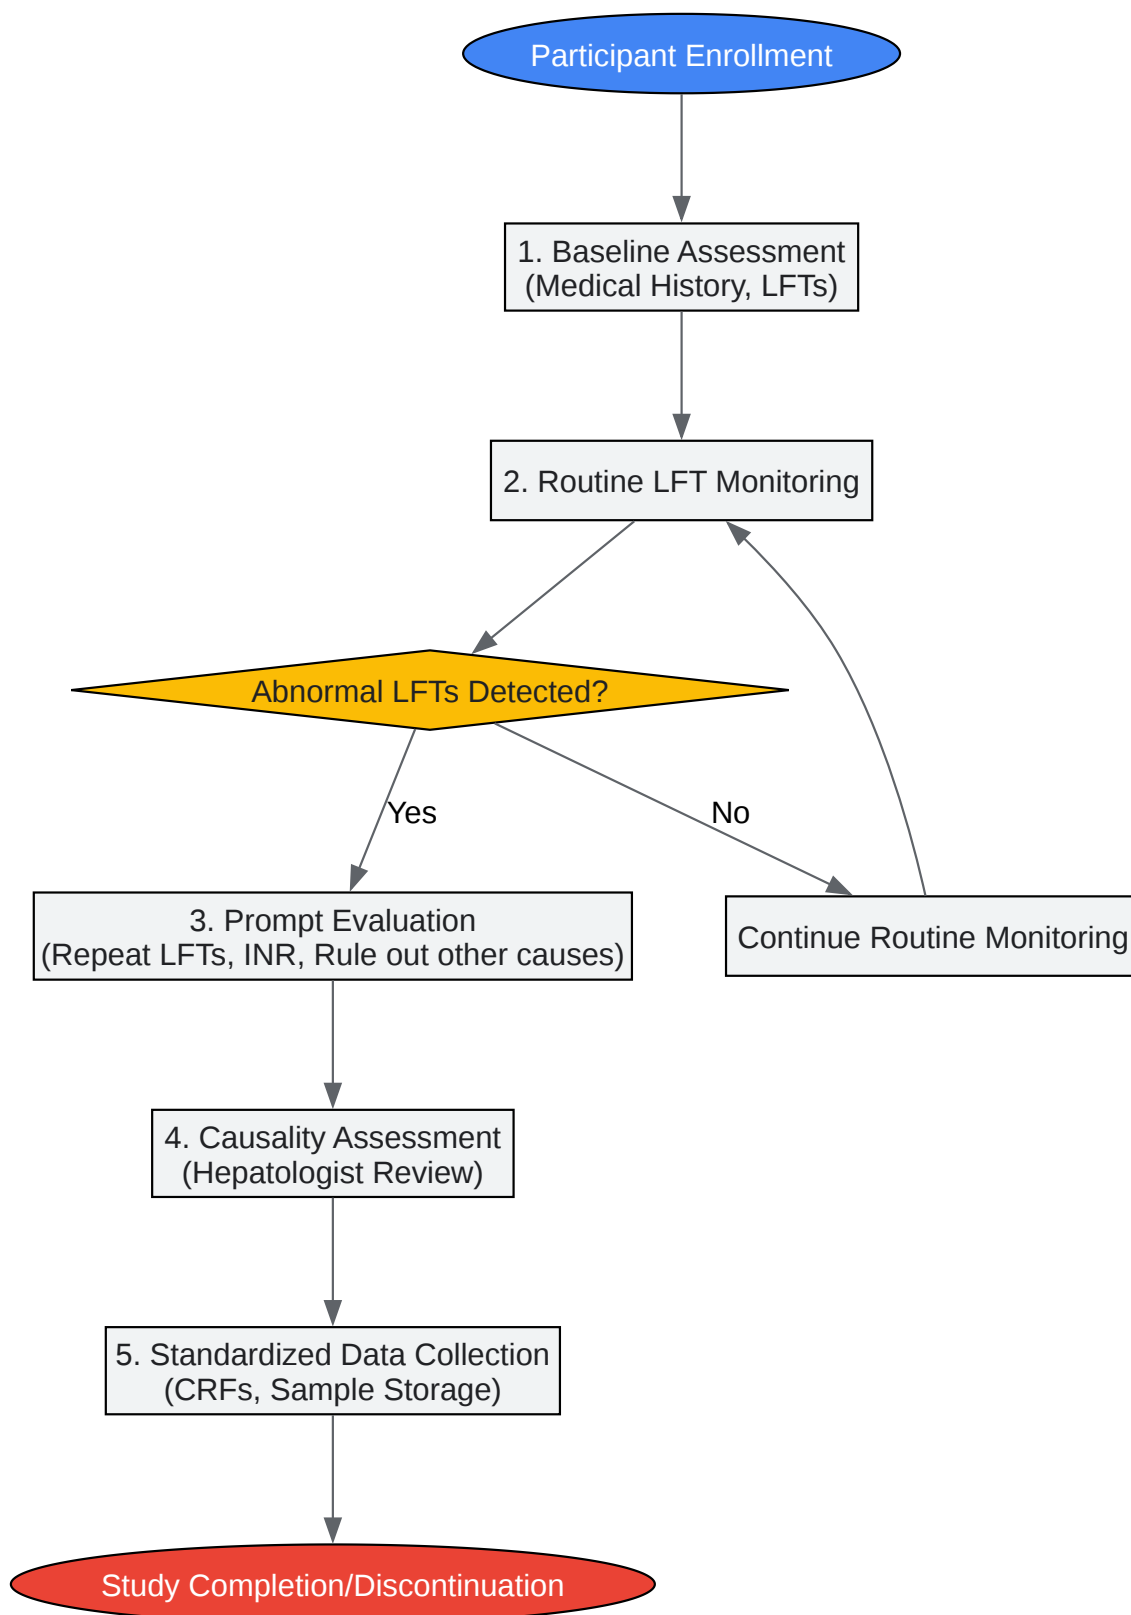 Participant Enrollment
1. Baseline Assessment
(Medical History, LFTs)
2. Routine LFT Monitoring
Abnormal LFTs Detected?
Yes
No
3. Prompt Evaluation
(Repeat LFTs, INR, Rule out other causes)
Continue Routine Monitoring
4. Causality Assessment
(Hepatologist Review)
5. Standardized Data Collection
(CRFs, Sample Storage)
Study Completion/Discontinuation